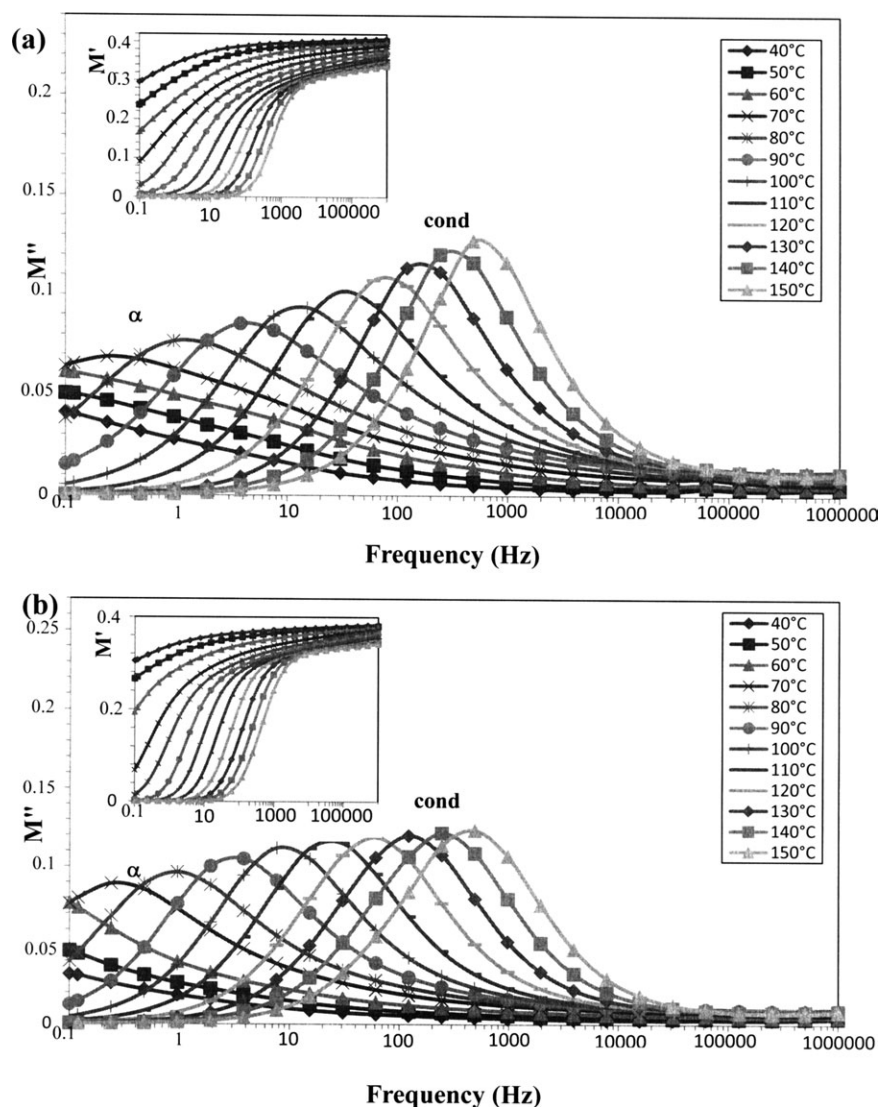 (a)
M'
0.4
0.3
0.2
0.1
0
0.1 10 1000 100000
M"
0.2
0.15
0.1
0.05
0
α
cond
40°C
50°C
60°C
70°C
80°C
90°C
100°C
110°C
120°C
130°C
140°C
150°C
0.1 1 10 100 1000 10000 100000 1000000
Frequency (Hz)
(b)
M'
0.4
0.2
0
0.1 10 1000 100000
M"
0.25
0.2
0.15
0.1
0.05
0
α
cond
40°C
50°C
60°C
70°C
80°C
90°C
100°C
110°C
120°C
130°C
140°C
150°C
0.1 1 10 100 1000 10000 100000 1000000
Frequency (Hz)